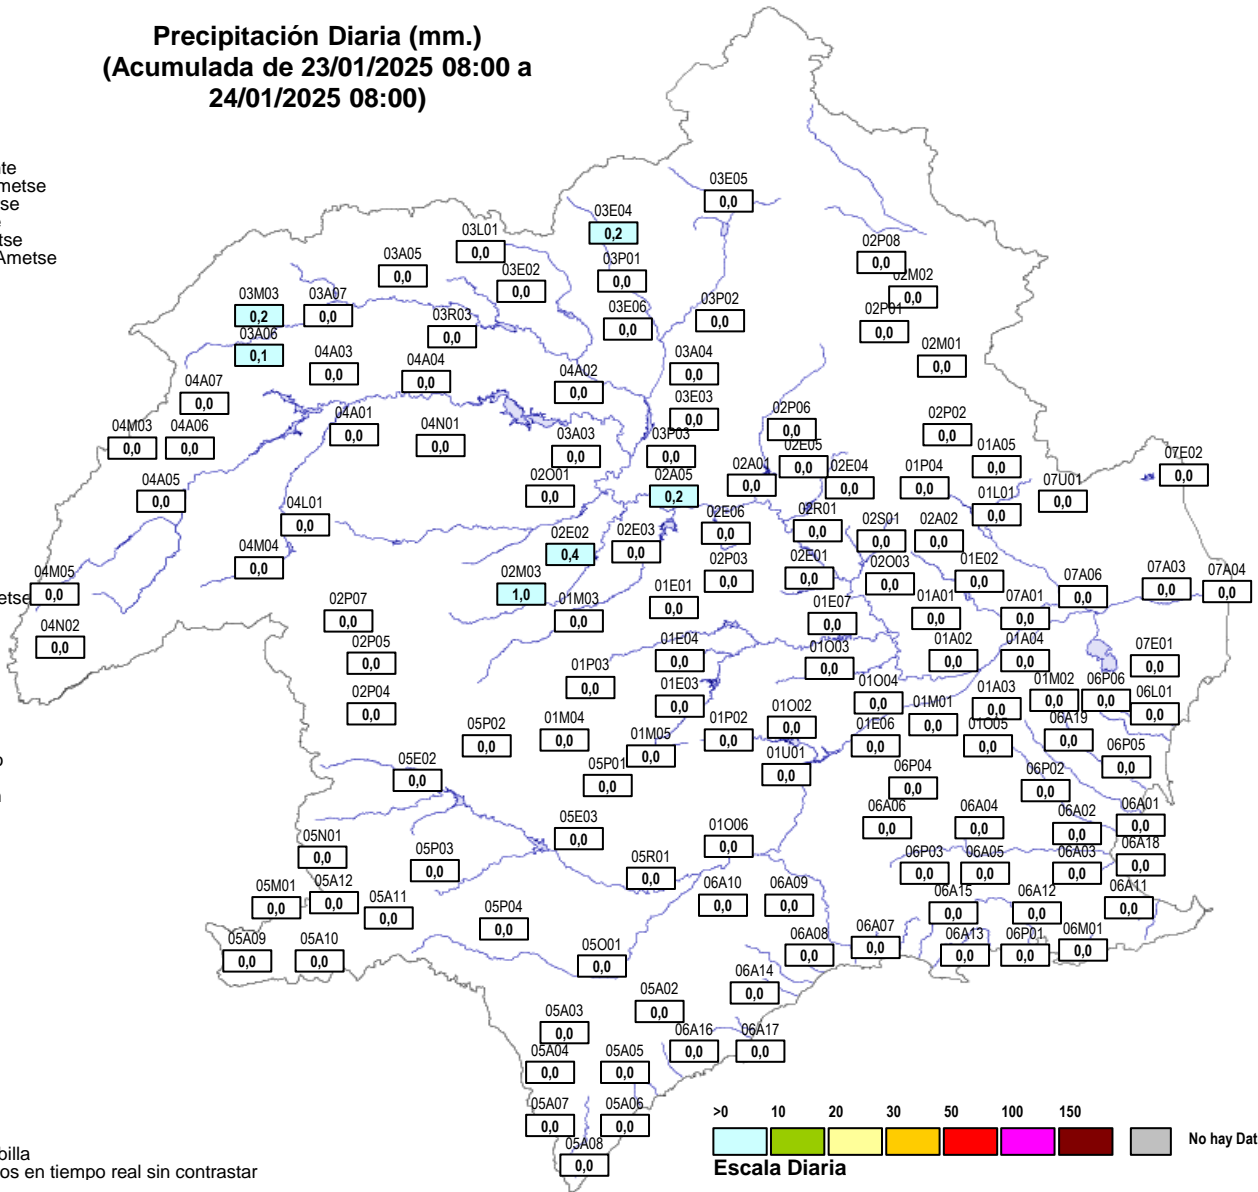 Precipitación Diaria (mm.)
(Acumulada de 23/01/2025 08:00 a
24/01/2025 08:00)
nte
metse
se
e
tse
Ametse
03E05
0,0
03E04
0,2
03L01
0,0
03A05
0,0
03P01
0,0
03E02
0,0
02P08
0,0
02M02
0,0
03M03
0,2
03A07
0,0
03R03
0,0
03E06
0,0
03P02
0,0
02P01
0,0
03A06
0,1
04A03
0,0
04A04
0,0
04A02
0,0
03A04
0,0
02M01
0,0
04A07
0,0
03E03
0,0
04M03
0,0
04A06
0,0
04A01
0,0
04N01
0,0
03A03
0,0
03P03
0,0
02P06
0,0
02E05
0,0
02P02
0,0
01A05
0,0
07E02
0,0
04A05
0,0
02O01
0,0
02A05
0,2
02A01
0,0
02E04
0,0
01P04
0,0
01L01
0,0
07U01
0,0
04L01
0,0
02E02
0,4
02E03
0,0
02E06
0,0
02R01
0,0
02S01
0,0
02A02
0,0
04M04
0,0
04M05
0,0
etse
02M03
1,0
01M03
0,0
01E01
0,0
02P03
0,0
02E01
0,0
02O03
0,0
01E02
0,0
07A06
0,0
07A03
0,0
07A04
0,0
04N02
0,0
02P07
0,0
01E07
0,0
01A01
0,0
07A01
0,0
02P05
0,0
01P03
0,0
01E04
0,0
01O03
0,0
01A02
0,0
01A04
0,0
07E01
0,0
02P04
0,0
01E03
0,0
01O04
0,0
01A03
0,0
01M02
0,0
06P06
0,0
06L01
0,0
05P02
0,0
01M04
0,0
01M05
0,0
01P02
0,0
01O02
0,0
01E06
0,0
01M01
0,0
01O05
0,0
06A19
0,0
05E02
0,0
05P01
0,0
01U01
0,0
06P04
0,0
06P02
0,0
06P05
0,0
05E03
0,0
01O06
0,0
06A06
0,0
06A04
0,0
06A02
0,0
06A01
0,0
05N01
0,0
05P03
0,0
05R01
0,0
06P03
0,0
06A05
0,0
06A03
0,0
06A18
0,0
05M01
0,0
05A12
0,0
05A11
0,0
05P04
0,0
06A10
0,0
06A09
0,0
06A15
0,0
06A12
0,0
06A11
0,0
05A09
0,0
05A10
0,0
05O01
0,0
06A08
0,0
06A07
0,0
06A13
0,0
06P01
0,0
06M01
0,0
05A02
0,0
06A14
0,0
05A03
0,0
06A16
0,0
06A17
0,0
05A04
0,0
05A05
0,0
05A07
0,0
05A06
0,0
05A08
0,0
>0 10 20 30 50 100 150
No hay Dat
Escala Diaria
billa
os en tiempo real sin contrastar